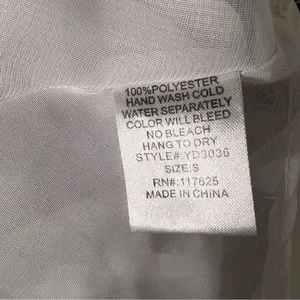 100%POLYESTER
HAND WASH COLD
WATER SEPARATELY
COLOR WILL BLEED
NO BLEACH
HANG TO DRY
STYLE#:YD3036
SIZE:S
RN#:117625
MADE IN CHINA